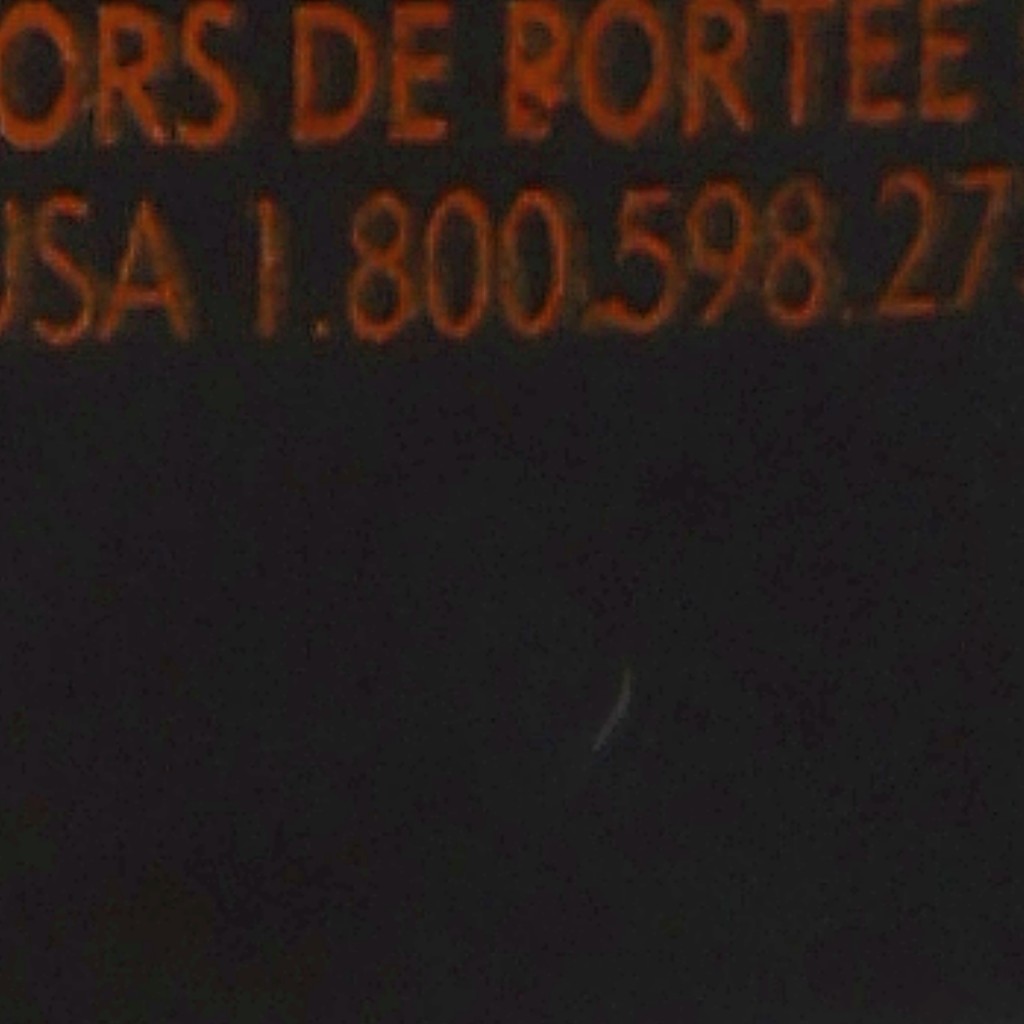 ORS DE PORTEE
USA 1.800.598.27